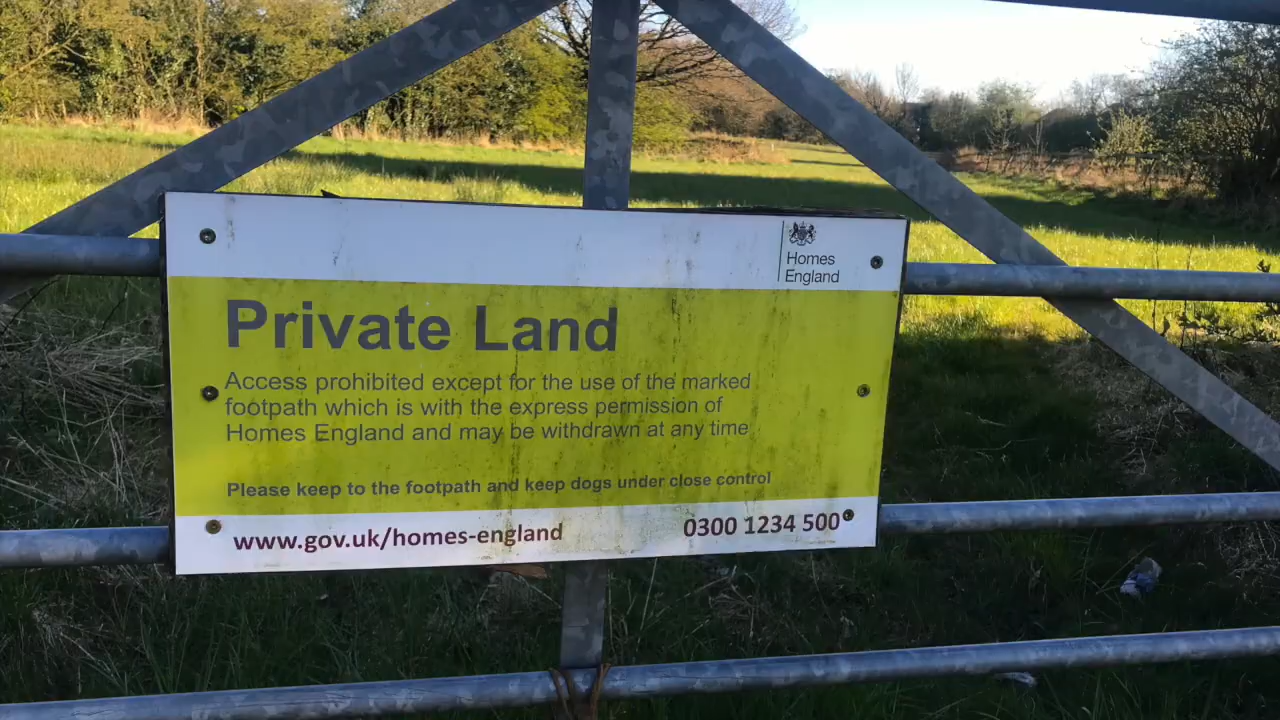 Homes
England
Private Land
Access prohibited except for the use of the marked
footpath which is with the express permission of
Homes England and may be withdrawn at any time
Please keep to the footpath and keep dogs under close control
www.gov.uk/homes-england
0300 1234 500